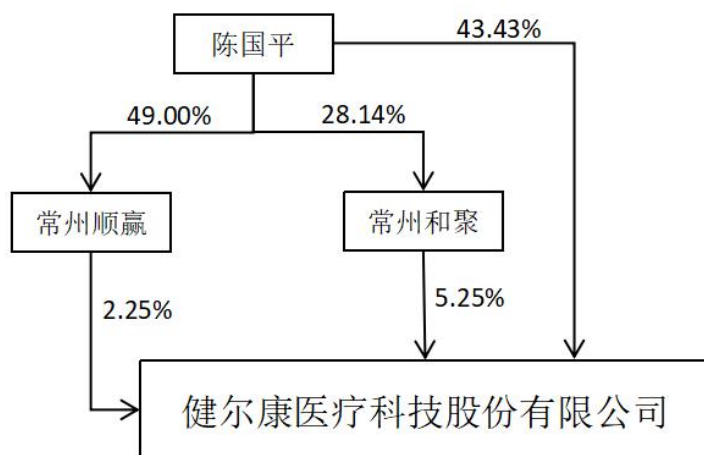 陈国平
43.43%
49.00%
28.14%
常州顺赢
常州和聚
2.25%
5.25%
健尔康医疗科技股份有限公司